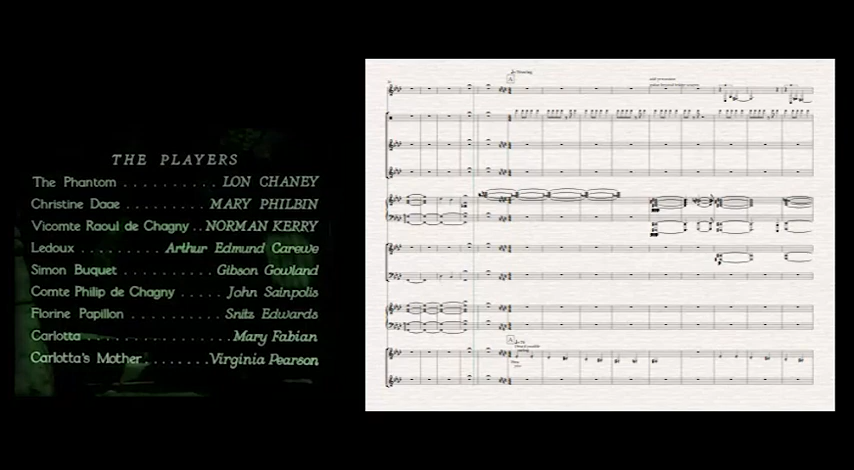 THE PLAYERS
The Phantom . . . . . . . . . . LON CHANEY
Christine Daae . . . . . . . . . MARY PHILBIN
Vicomte Raoul de Chagny . . NORMAN KERRY
Ledoux . . . . . . . . Arthur Edmund Carewe
Simon Buquet . . . . . . . Gibson Gowland
Comte Philip de Chagny . . . . . John Sainpolis
Florine Papillon . . . . . . . . Snitz Edwards
Carlotta . . . . . . . . . . . . . . Mary Fabian
Carlotta's Mother . . . . . . . Virginia Pearson
A
A